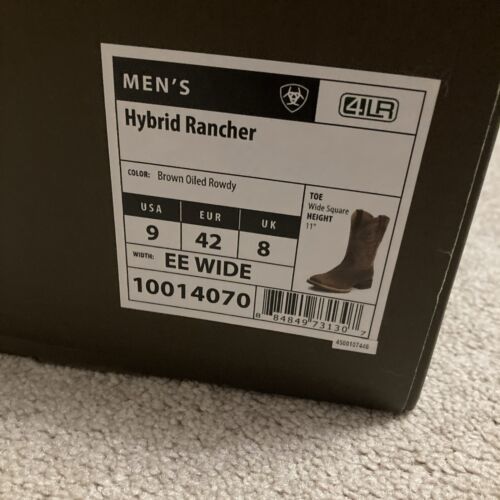 MEN'S
4LR
Hybrid Rancher
COLOR: Brown Oiled Rowdy
TOE
Wide Square
HEIGHT
11"
USA EUR UK
9 42 8
WIDTH: EE WIDE
10014070
8 84849 73130 7
4500107446